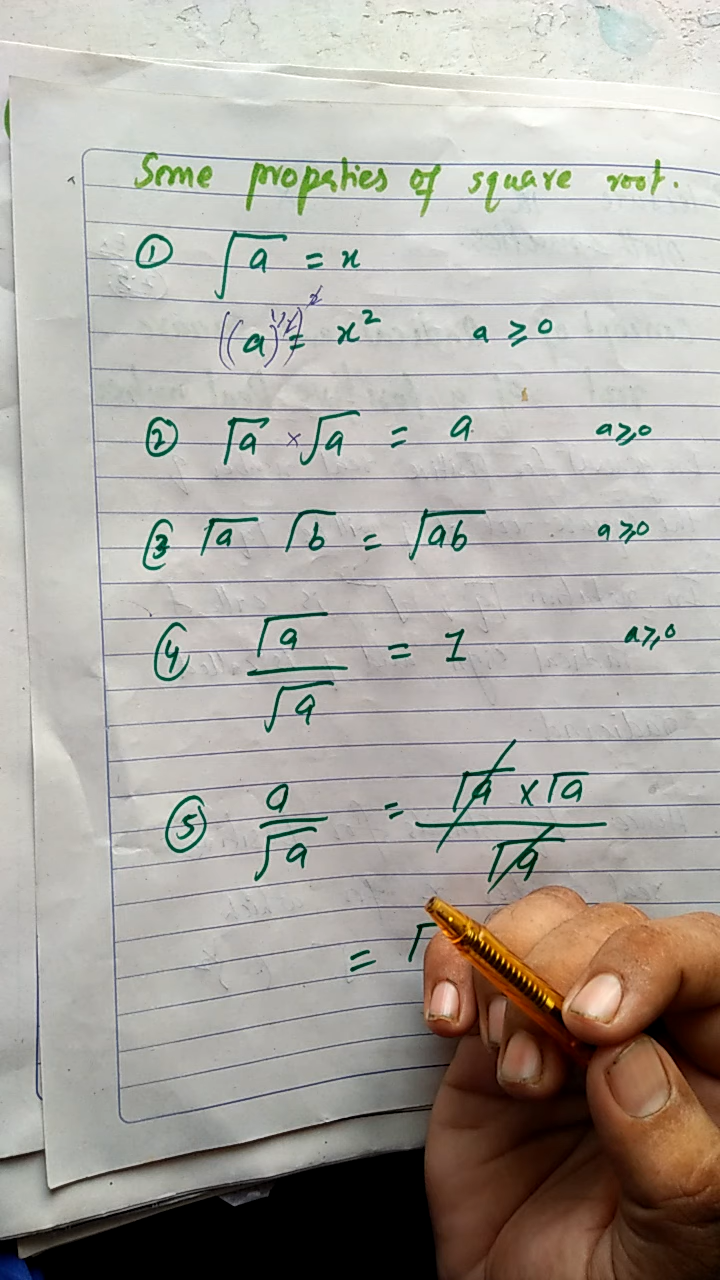 Some propeties of square root.
① √a = x
((a)^1/2)^2 = x² a ≥ 0
② √a × √a = a a ≥ 0
③ √a √b = √ab a ≥ 0
④ √a / √a = 1 a ≥ 0
⑤ a / √a = √a × √a / √a
= √